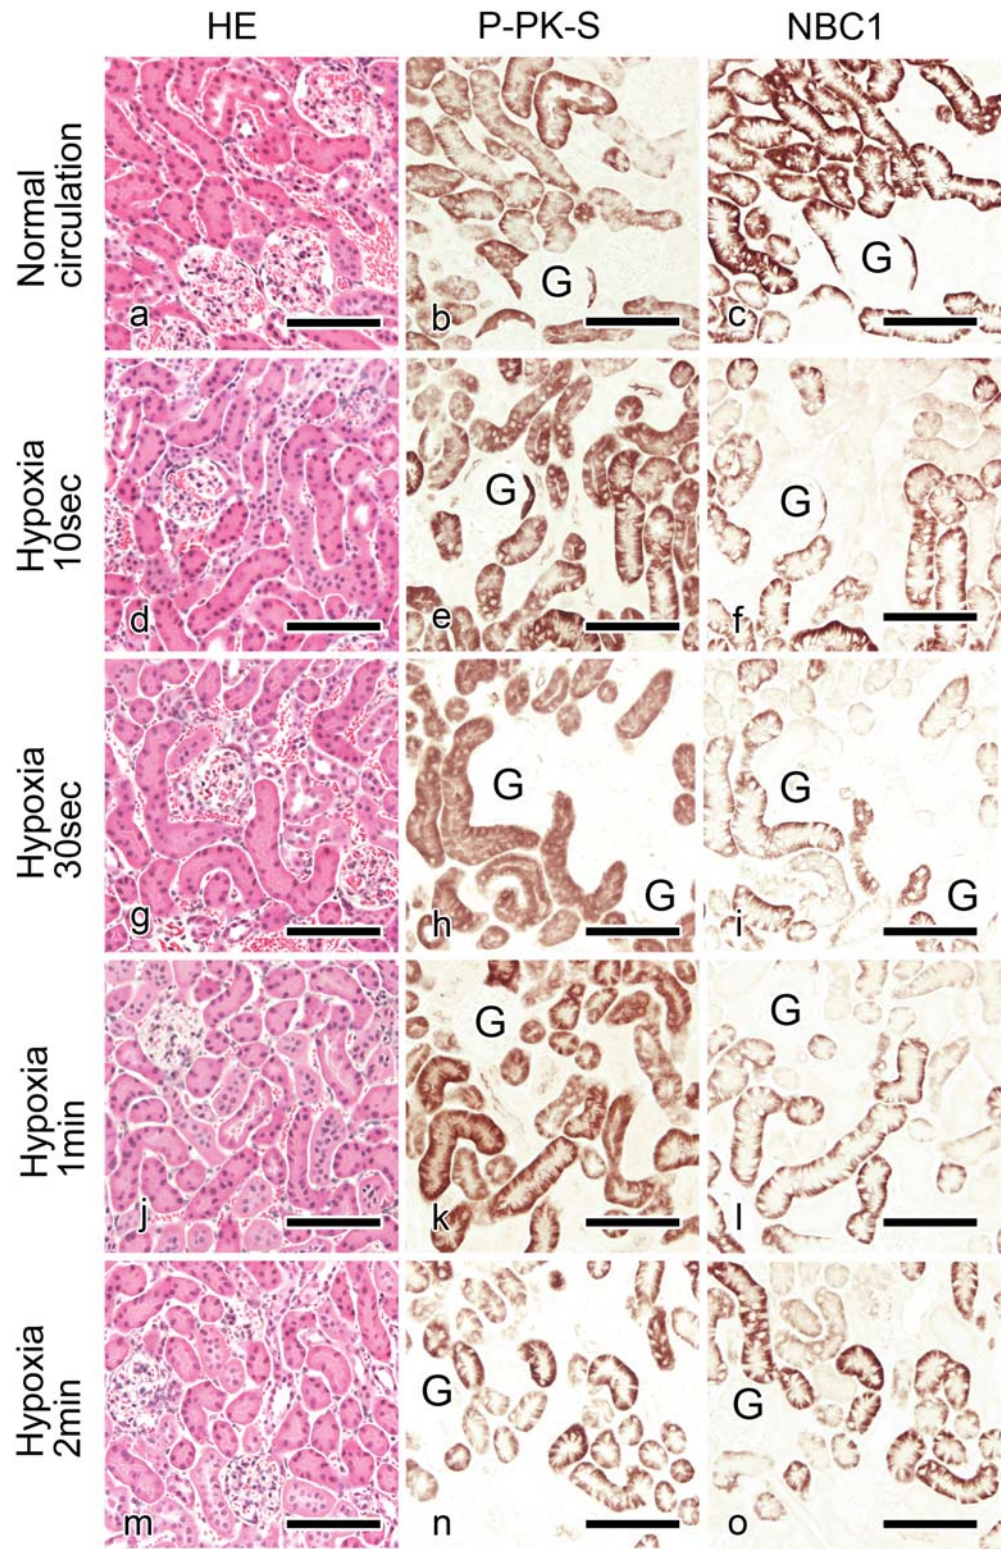 HE P-PK-S NBC1
Normal
circulation
a b G c G
Hypoxia
10sec
d e G f G
Hypoxia
30sec
g h G G i G G
Hypoxia
1min
j k G l G
Hypoxia
2min
m n G o G